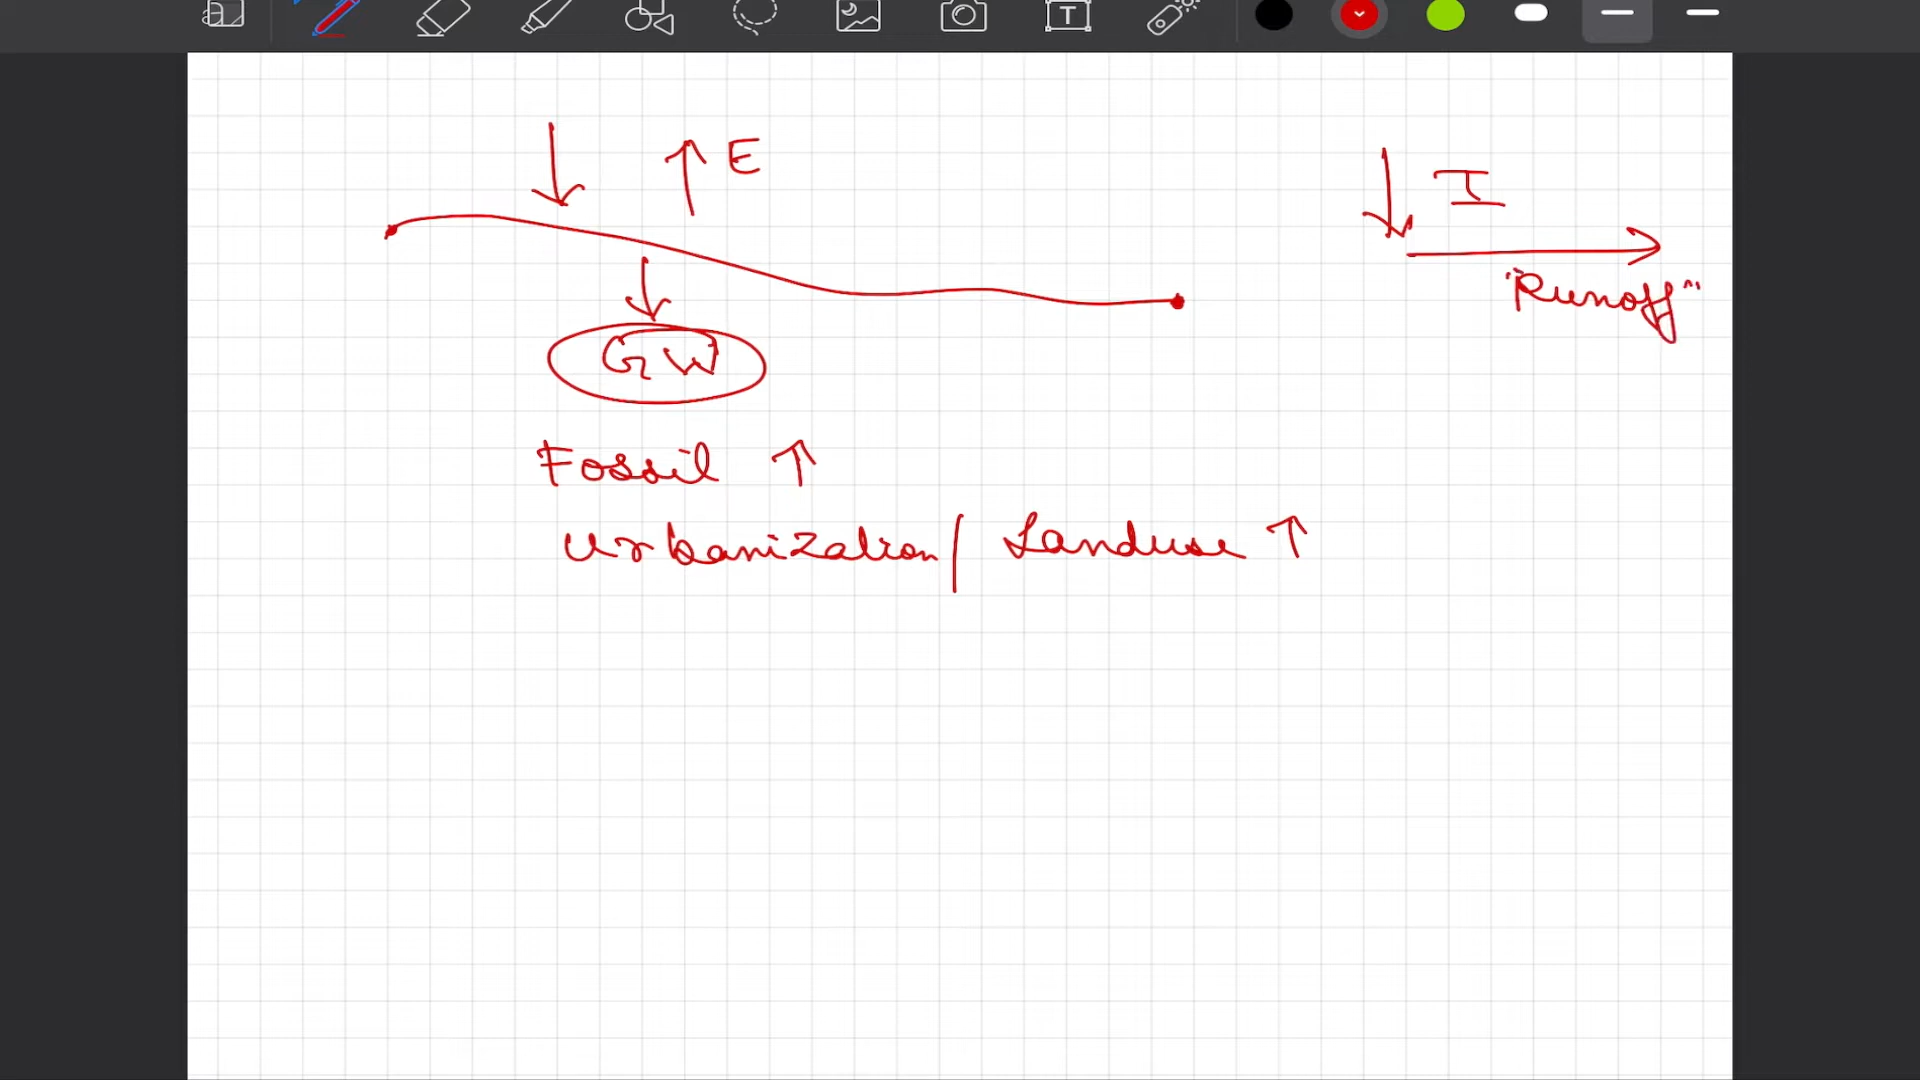 E
I
"Runoff"
GW
Fossil ↑
Urbanization / Landuse ↑